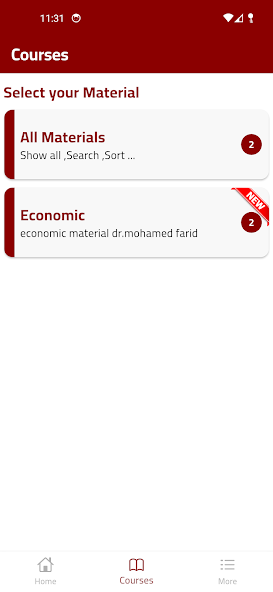 11:31
Courses
Select your Material
All Materials
Show all ,Search ,Sort ...
2
NEW
Economic
economic material dr.mohamed farid
2
Home
Courses
More